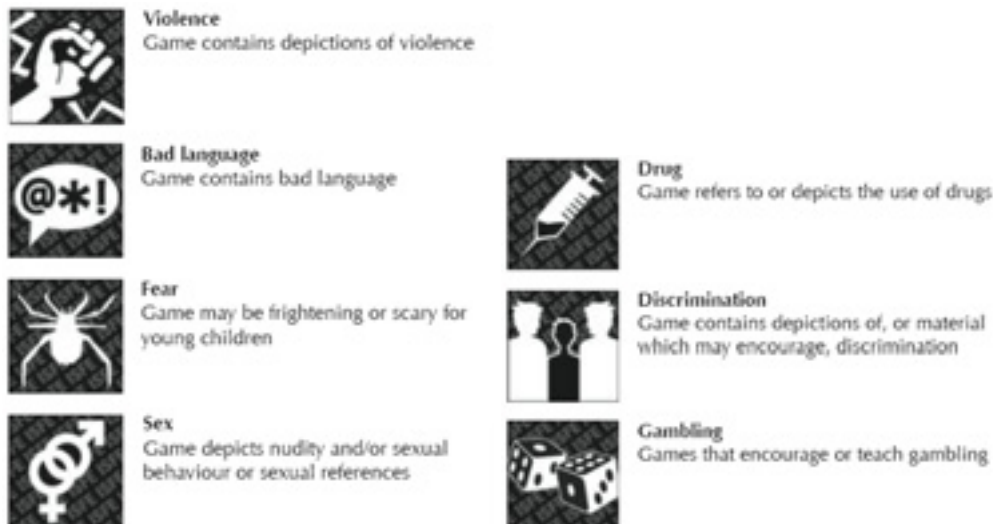 Violence
Game contains depictions of violence
Bad language
Game contains bad language
@*!
Fear
Game may be frightening or scary for
young children
Sex
Game depicts nudity and/or sexual
behaviour or sexual references
Drug
Game refers to or depicts the use of drugs
Discrimination
Game contains depictions of, or material
which may encourage, discrimination
Gambling
Games that encourage or teach gambling